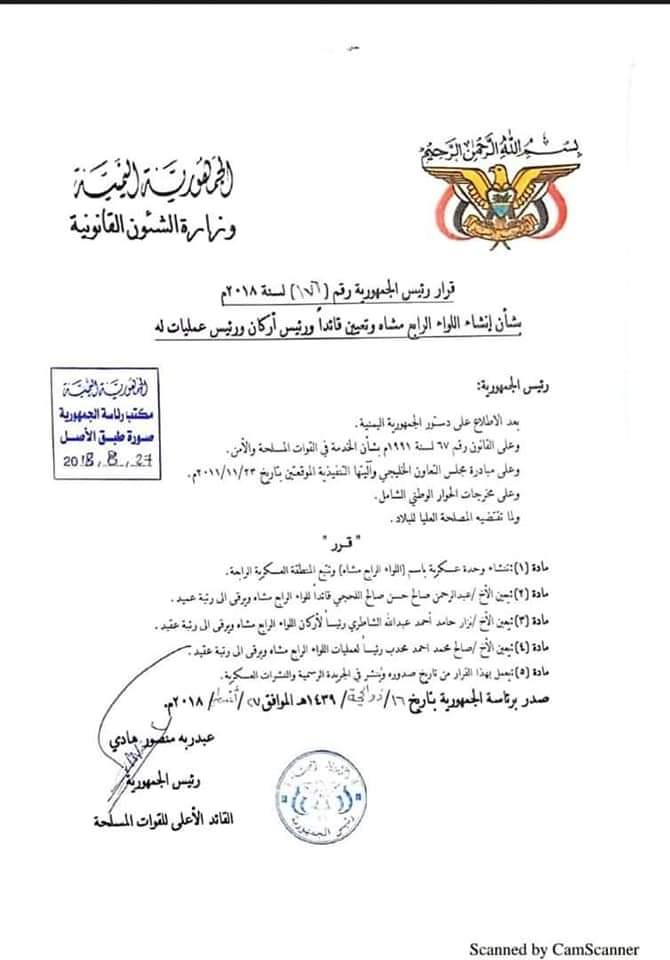 بسم الله الرحمن الرحيم
الجمهورية اليمنية
وزارة الشئون القانونية
قرار رئيس الجمهورية رقم (١٧٦) لسنة ٢٠١٨م
بشأن إنشاء اللواء الرابع مشاه وتعيين قائداً ورئيس أركان ورئيس عمليات له
الجمهورية اليمنية
مكتب رئاسة الجمهورية
صورة طبق الأصل
2018,8,27
رئيس الجمهورية:
بعد الاطلاع على دستور الجمهورية اليمنية.
وعلى القانون رقم ٦٧ لسنة ١٩٩١م بشأن الخدمة في القوات المسلحة والأمن.
وعلى مبادرة مجلس التعاون الخليجي وآليتها التنفيذية الموقعتين بتاريخ ٢٠١١/١١/٢٣م.
وعلى مخرجات الحوار الوطني الشامل.
ولما تقتضيه المصلحة العليا للبلاد.
" قرر "
مادة (١): تنشاء وحدة عسكرية باسم (اللواء الرابع مشاه) وتتبع المنطقة العسكرية الرابعة.
مادة (٢): يعين الأخ /عبدالرحمن صالح حسن صالح اللحجي قائداً للواء الرابع مشاه ويرقى الى رتبة عميد.
مادة (٣): يعين الأخ /نزار حامد أحمد عبدالله الشاطري رئيساً لأركان اللواء الرابع مشاه ويرقى الى رتبة عقيد.
مادة (٤): يعين الأخ /صالح محمد احمد محدب رئيساً لعمليات اللواء الرابع مشاه ويرقى الى رتبة عقيد.
مادة (٥): يعمل بهذا القرار من تاريخ صدوره ويُنشر في الجريدة الرسمية والنشرات العسكرية.
صدر برئاسة الجمهورية بتاريخ ١٦/ذو الحجة/ ١٤٣٩هـ الموافق ٢٧/أغسطس/ ٢٠١٨م.
عبدربه منصور هادي
رئيس الجمهورية
القائد الأعلى للقوات المسلحة
رئيس الجمهورية
Scanned by CamScanner